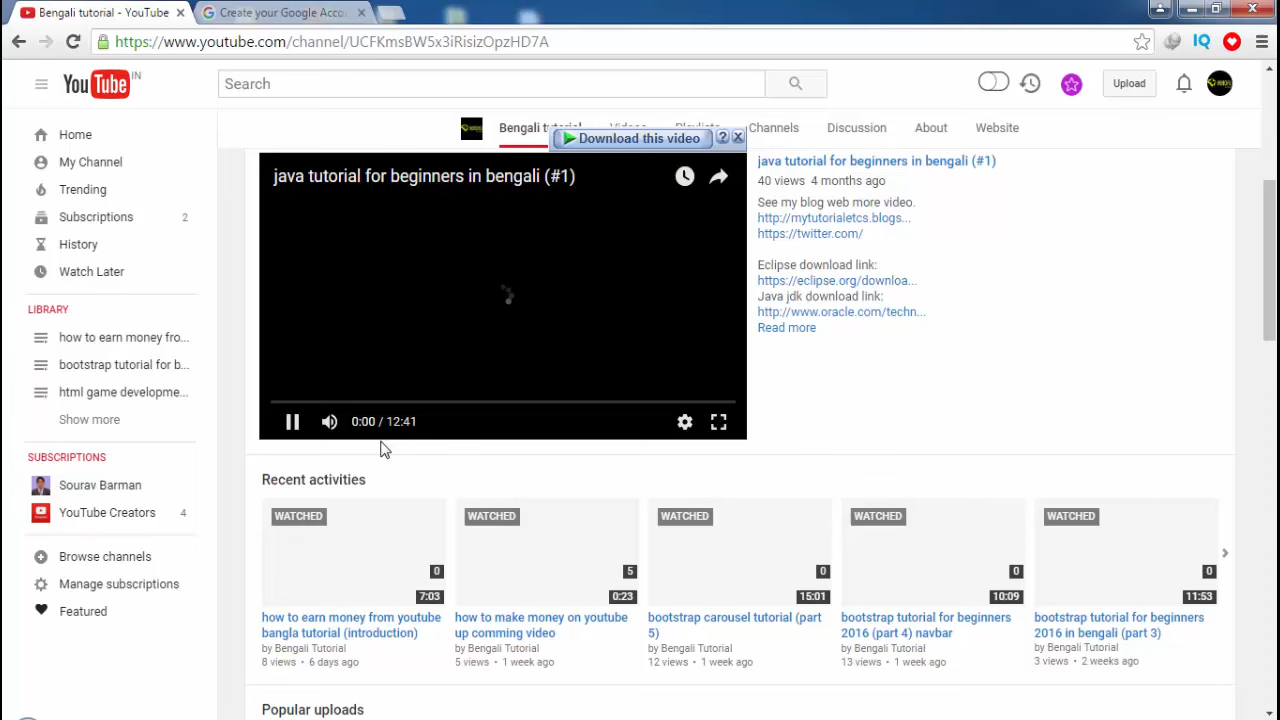 Bengali tutorial - YouTube
Create your Google Acco
https://www.youtube.com/channel/UCFKmsBW5x3iRisizOpzHD7A
IQ
YouTube IN
Search
Upload
Bengali tutorial
Videos
Playlists
Channels
Discussion
About
Website
Download this video
?
Home
My Channel
Trending
Subscriptions 2
History
Watch Later
LIBRARY
how to earn money fro...
bootstrap tutorial for b...
html game developme...
Show more
SUBSCRIPTIONS
Sourav Barman
YouTube Creators 4
Browse channels
Manage subscriptions
Featured
java tutorial for beginners in bengali (#1)
0:00 / 12:41
java tutorial for beginners in bengali (#1)
40 views 4 months ago
See my blog web more video.
http://mytutorialetcs.blogs...
https://twitter.com/
Eclipse download link:
https://eclipse.org/downloa...
Java jdk download link:
http://www.oracle.com/techn...
Read more
Recent activities
WATCHED
0
7:03
how to earn money from youtube
bangla tutorial (introduction)
by Bengali Tutorial
8 views • 6 days ago
WATCHED
5
0:23
how to make money on youtube
up comming video
by Bengali Tutorial
5 views • 1 week ago
WATCHED
0
15:01
bootstrap carousel tutorial (part
5)
by Bengali Tutorial
12 views • 1 week ago
WATCHED
0
10:09
bootstrap tutorial for beginners
2016 (part 4) navbar
by Bengali Tutorial
13 views • 1 week ago
WATCHED
0
11:53
bootstrap tutorial for beginners
2016 in bengali (part 3)
by Bengali Tutorial
3 views • 2 weeks ago
Popular uploads